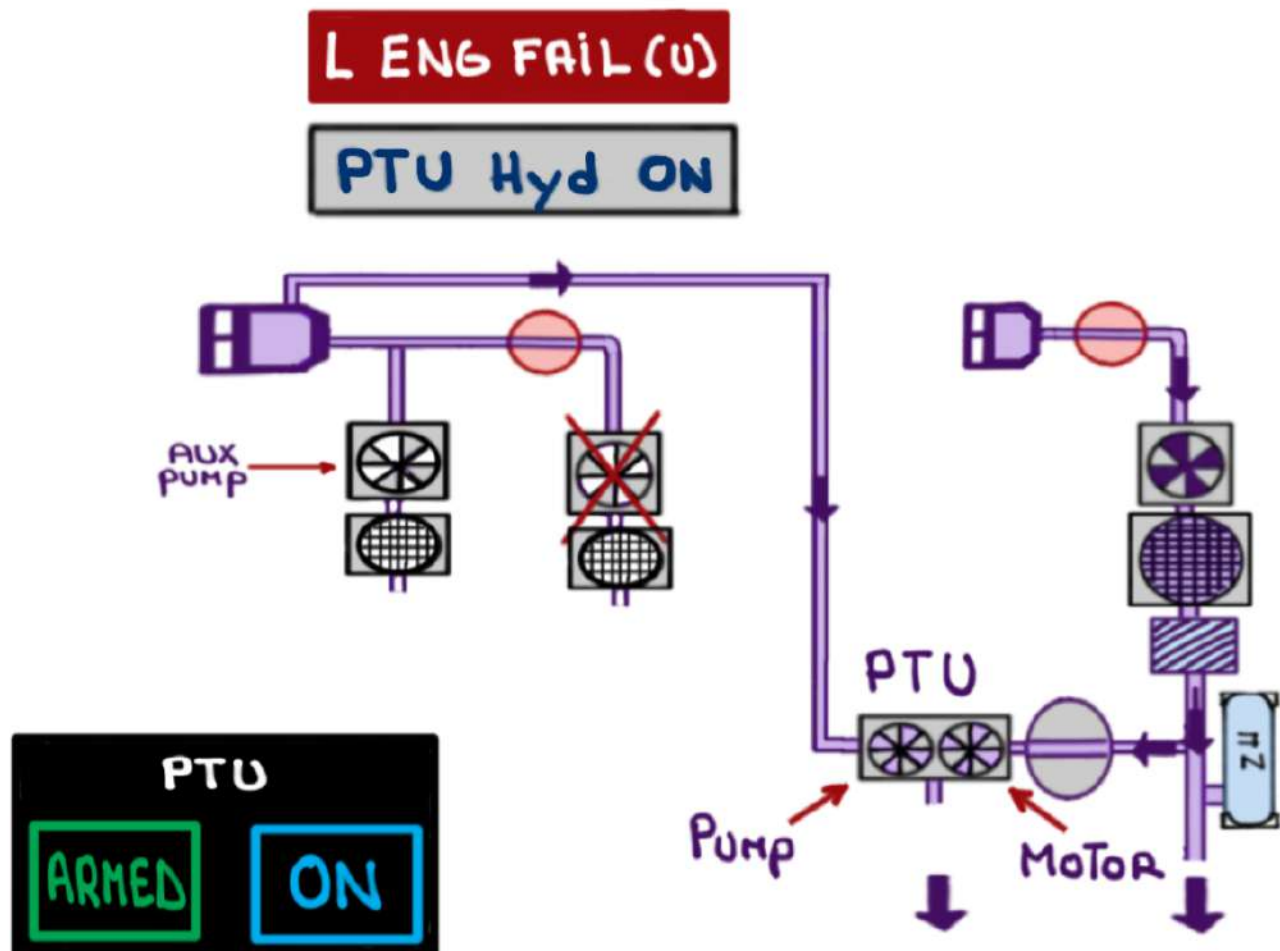 L ENG FAIL (U)
PTU Hyd ON
AUX
PUMP
PTU
PUMP
MOTOR
PTU
ARMED
ON